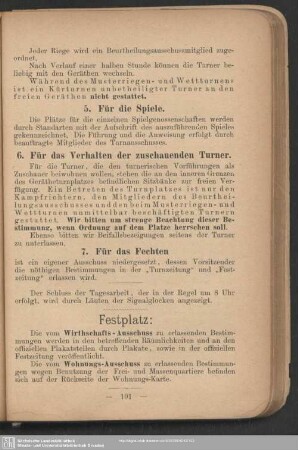 Jeder Riege wird ein Beurtheilungsausschussmitglied zuge-
ordnet.
Nach Verlauf einer halben Stunde können die Turner be-
liebig mit den Geräthen wechseln.
Während des Musterriegen- und Wettturnens
ist ein Kürturnen unbetheiligter Turner an den
freien Geräthen nicht gestattet.
5. Für die Spiele.
Die Plätze für die einzelnen Spielgenossenschaften werden
durch Standarten mit der Aufschrift des auszuführenden Spieles
gekennzeichnet. Die Führung und die Anweisung erfolgt durch
beauftragte Mitglieder des Turnausschusses.
6. Für das Verhalten der zuschauenden Turner.
Für die Turner, die den turnerischen Vorführungen als
Zuschauer beiwohnen wollen, stehen die an den inneren Grenzen
des Geräthturnplatzes befindlichen Sitzbänke zur freien Ver-
fügung. Ein Betreten des Turnplatzes ist nur den
Kampfrichtern, den Mitgliedern des Beurthei-
lungsausschusses und den beim Musterriegen- und
Wettturnen unmittelbar beschäftigten Turnern
gestattet. Wir bitten um strenge Beachtung dieser Be-
stimmung, wenn Ordnung auf dem Platze herrschen soll.
Ebenso bitten wir Beifallsbezeigungen seitens der Turner
zu unterlassen.
7. Für das Fechten
ist ein eigener Ausschuss niedergesetzt, dessen Vorsitzender
die nöthigen Bestimmungen in der „Turnzeitung“ und „Fest-
zeitung“ erlassen wird.
Der Schluss der Tagesarbeit, der in der Regel um 8 Uhr
erfolgt, wird durch Läuten der Signalglocken angezeigt.
Festplatz:
Die vom Wirthschafts-Ausschuss zu erlassenden Bestim-
mungen werden in den betreffenden Räumlichkeiten und an den
offiziellen Plakatsteilen durch Plakate, sowie in der offiziellen
Festzeitung veröffentlicht.
Die vom Wohnungs-Ausschuss zu erlassenden Bestimmun-
gen wegen Benutzung der Frei- und Massenquartiere befinden
sich auf der Rückseite der Wohnungs-Karte.
— 101 —